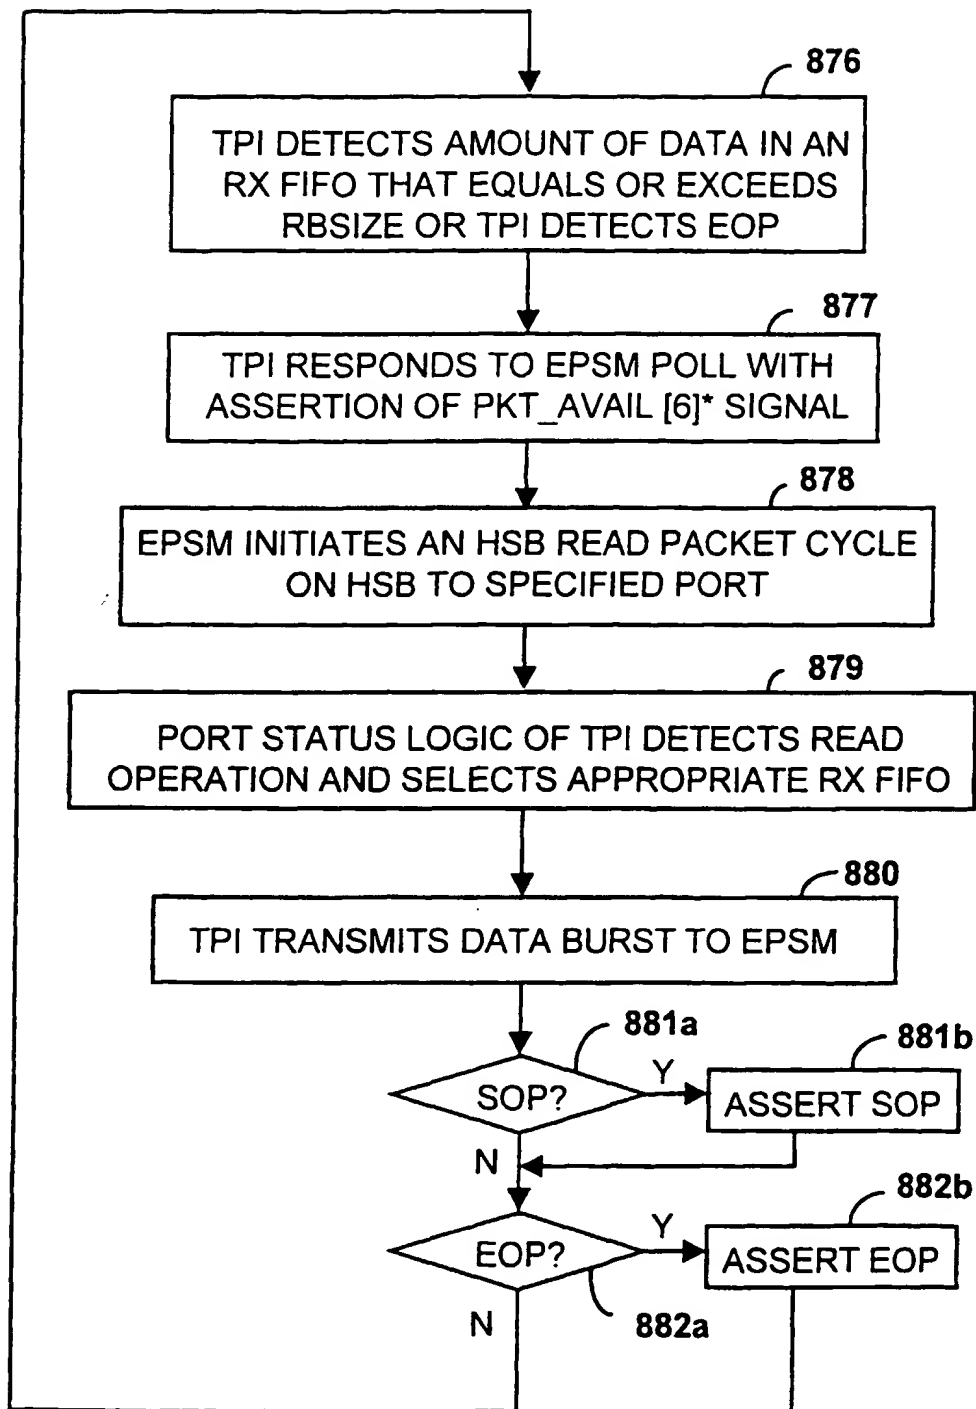 876
TPI DETECTS AMOUNT OF DATA IN AN
RX FIFO THAT EQUALS OR EXCEEDS
RBSIZE OR TPI DETECTS EOP
877
TPI RESPONDS TO EPSM POLL WITH
ASSERTION OF PKT_AVAIL [6]* SIGNAL
878
EPSM INITIATES AN HSB READ PACKET CYCLE
ON HSB TO SPECIFIED PORT
879
PORT STATUS LOGIC OF TPI DETECTS READ
OPERATION AND SELECTS APPROPRIATE RX FIFO
880
TPI TRANSMITS DATA BURST TO EPSM
881a
SOP?
Y
881b
ASSERT SOP
N
882b
EOP?
Y
ASSERT EOP
N
882a